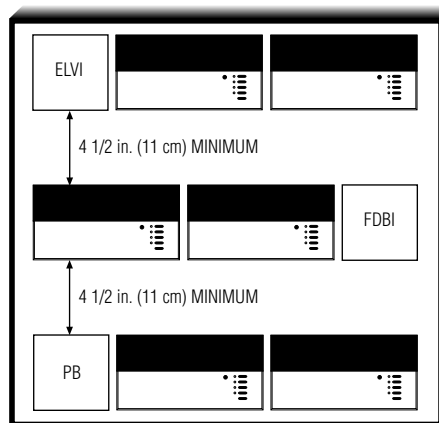 ELVI
4 1/2 in. (11 cm) MINIMUM
FDBI
4 1/2 in. (11 cm) MINIMUM
PB